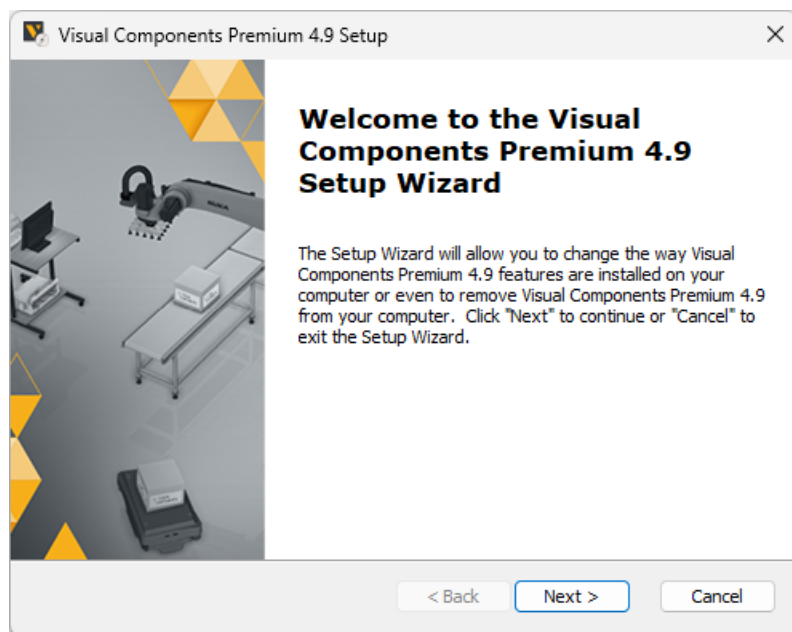 Visual Components Premium 4.9 Setup
Welcome to the Visual
Components Premium 4.9
Setup Wizard
The Setup Wizard will allow you to change the way Visual
Components Premium 4.9 features are installed on your
computer or even to remove Visual Components Premium 4.9
from your computer.  Click "Next" to continue or "Cancel" to
exit the Setup Wizard.
< Back
Next >
Cancel